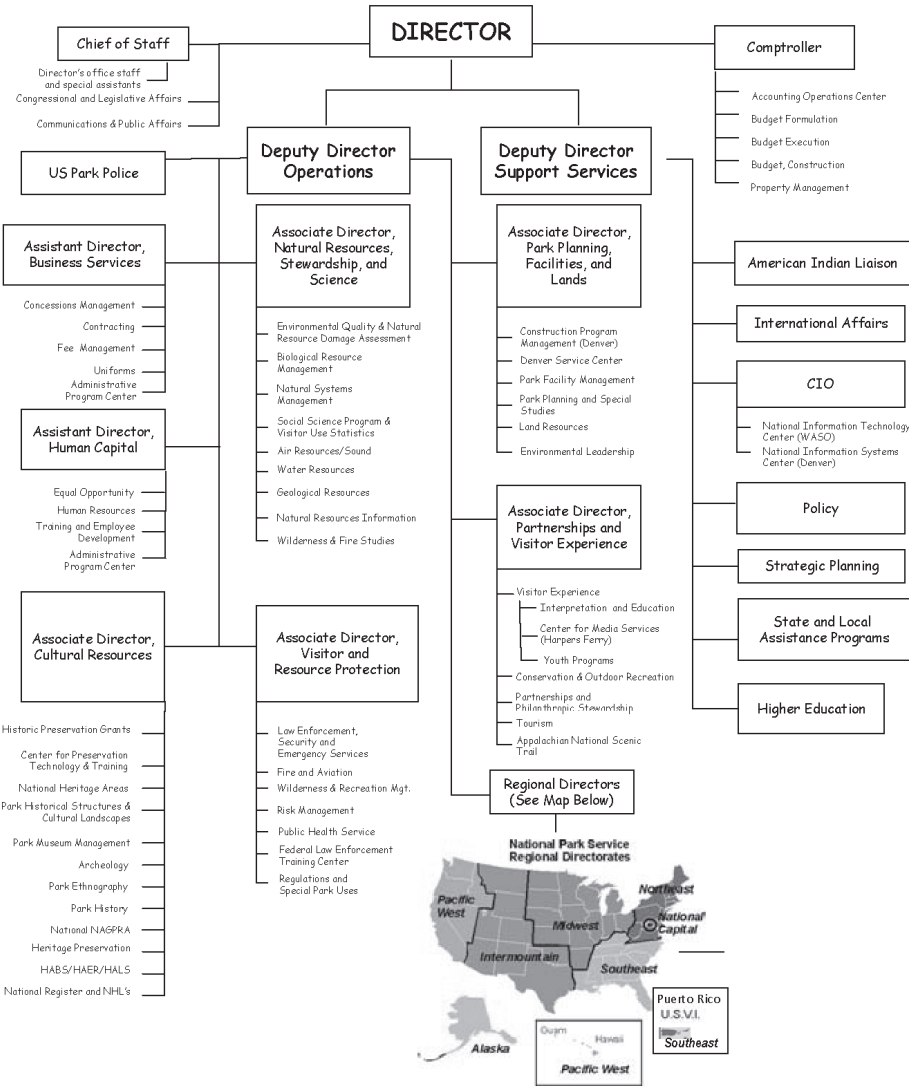 DIRECTOR
Chief of Staff
Director's office staff
and special assistants
Congressional and Legislative Affairs
Communications & Public Affairs
Comptroller
Accounting Operations Center
Budget Formulation
Budget Execution
Budget, Construction
Property Management
US Park Police
Deputy Director
Operations
Deputy Director
Support Services
Assistant Director,
Business Services
Concessions Management
Contracting
Fee Management
Uniforms
Administrative
Program Center
Assistant Director,
Human Capital
Equal Opportunity
Human Resources
Training and Employee
Development
Administrative
Program Center
Associate Director,
Cultural Resources
Historic Preservation Grants
Center for Preservation
Technology & Training
National Heritage Areas
Park Historical Structures &
Cultural Landscapes
Park Museum Management
Archeology
Park Ethnography
Park History
National NAGPRA
Heritage Preservation
HABS/HAER/HALS
National Register and NHL's
Associate Director,
Natural Resources,
Stewardship, and
Science
Environmental Quality & Natural
Resource Damage Assessment
Biological Resource
Management
Natural Systems
Management
Social Science Program &
Visitor Use Statistics
Air Resources/Sound
Water Resources
Geological Resources
Natural Resources Information
Wilderness & Fire Studies
Associate Director,
Visitor and
Resource Protection
Law Enforcement,
Security and
Emergency Services
Fire and Aviation
Wilderness & Recreation Mgt.
Risk Management
Public Health Service
Federal Law Enforcement
Training Center
Regulations and
Special Park Uses
Associate Director,
Park Planning,
Facilities, and
Lands
Construction Program
Management (Denver)
Denver Service Center
Park Facility Management
Park Planning and Special
Studies
Land Resources
Environmental Leadership
Associate Director,
Partnerships and
Visitor Experience
Visitor Experience
Interpretation and Education
Center for Media Services
(Harpers Ferry)
Youth Programs
Conservation & Outdoor Recreation
Partnerships and
Philanthropic Stewardship
Tourism
Appalachian National Scenic
Trail
Regional Directors
(See Map Below)
American Indian Liaison
International Affairs
CIO
National Information Technology
Center (WASO)
National Information Systems
Center (Denver)
Policy
Strategic Planning
State and Local
Assistance Programs
Higher Education
National Park Service
Regional Directorates
Pacific
West
Midwest
Northeast
National
Capital
Intermountain
Southeast
Alaska
Guam
Hawaii
Pacific West
Puerto Rico
U.S.V.I.
Southeast